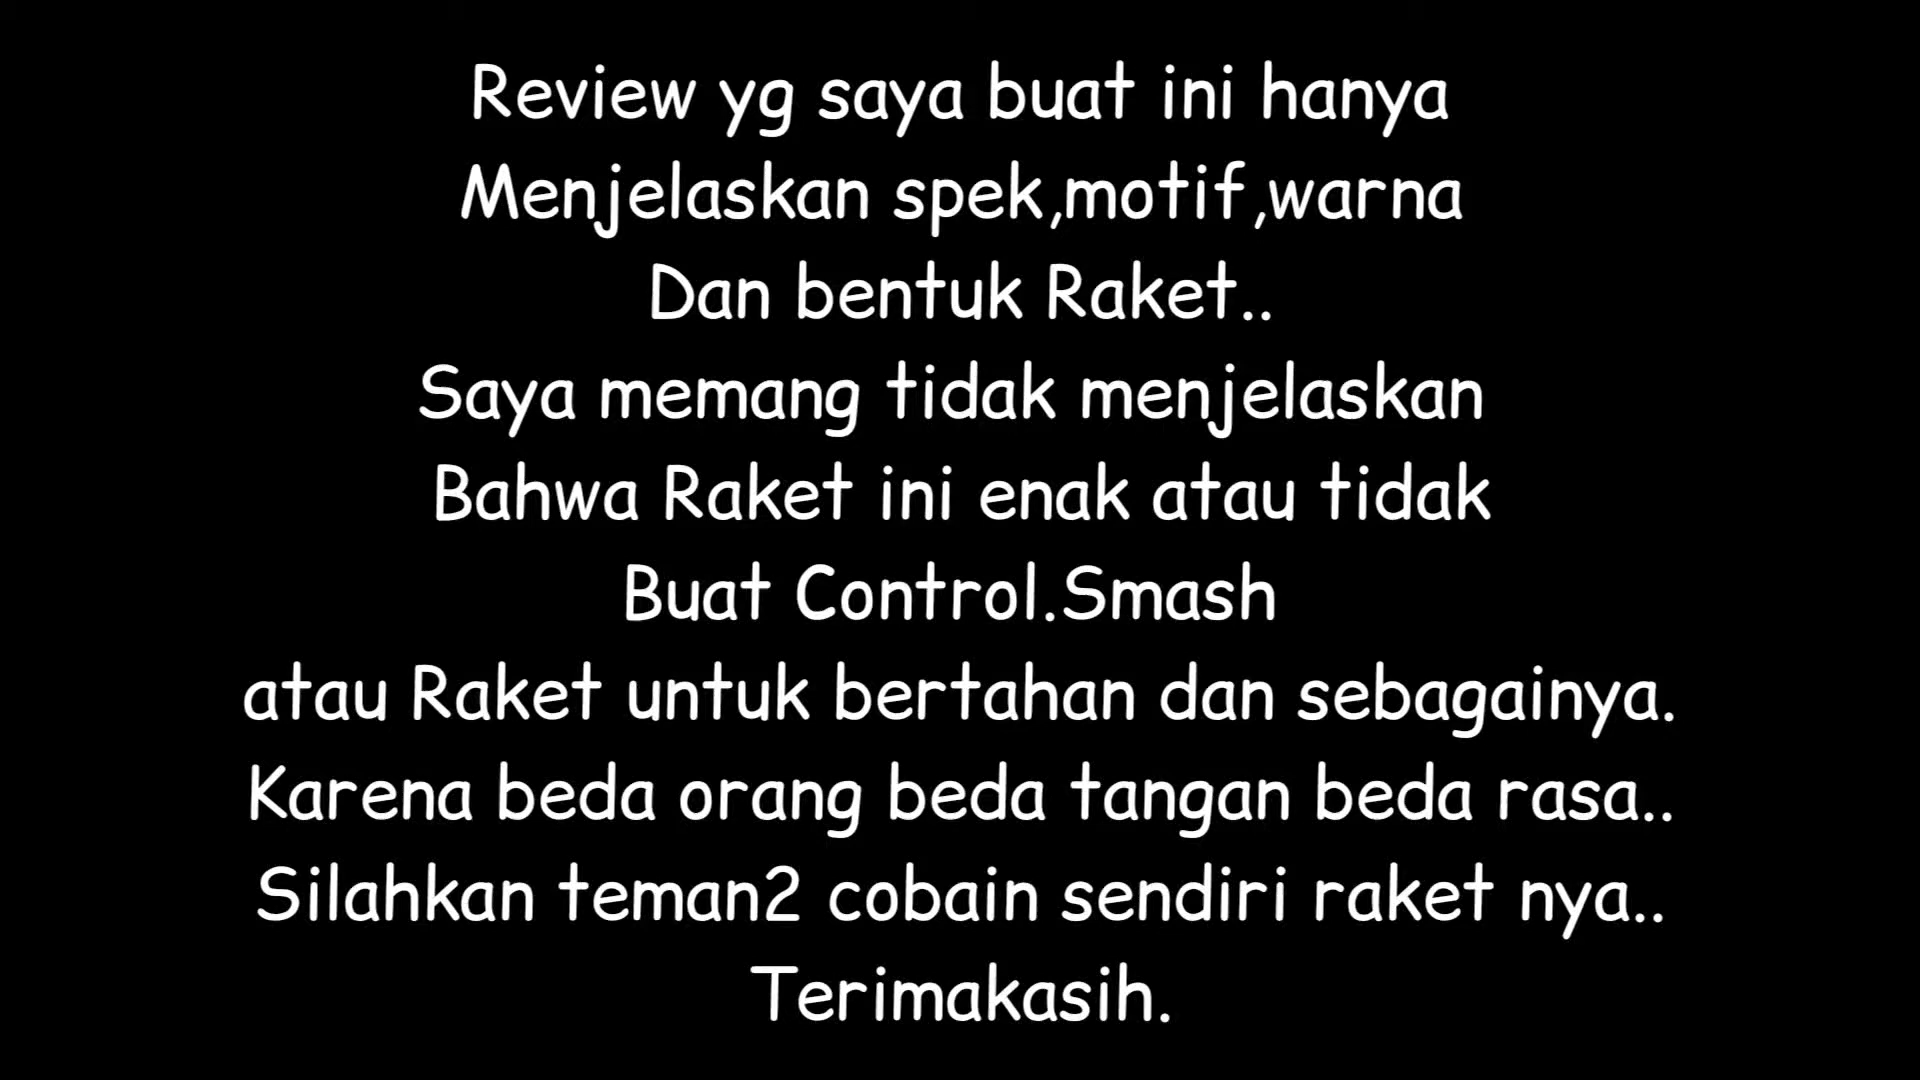 Review yg saya buat ini hanya
Menjelaskan spek,motif,warna
Dan bentuk Raket..
Saya memang tidak menjelaskan
Bahwa Raket ini enak atau tidak
Buat Control.Smash
atau Raket untuk bertahan dan sebagainya.
Karena beda orang beda tangan beda rasa..
Silahkan teman2 cobain sendiri raket nya..
Terimakasih.